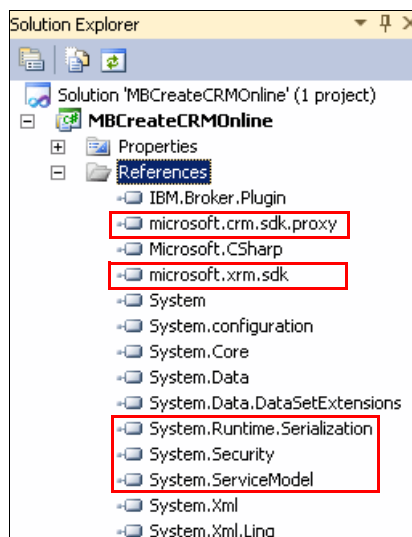 Solution Explorer
Solution 'MBCreateCRMOnline' (1 project)
MBCreateCRMOnline
Properties
References
IBM.Broker.Plugin
microsoft.crm.sdk.proxy
Microsoft.CSharp
microsoft.xrm.sdk
System
System.configuration
System.Core
System.Data
System.Data.DataSetExtensions
System.Runtime.Serialization
System.Security
System.ServiceModel
System.Xml
System.Xml.Linq